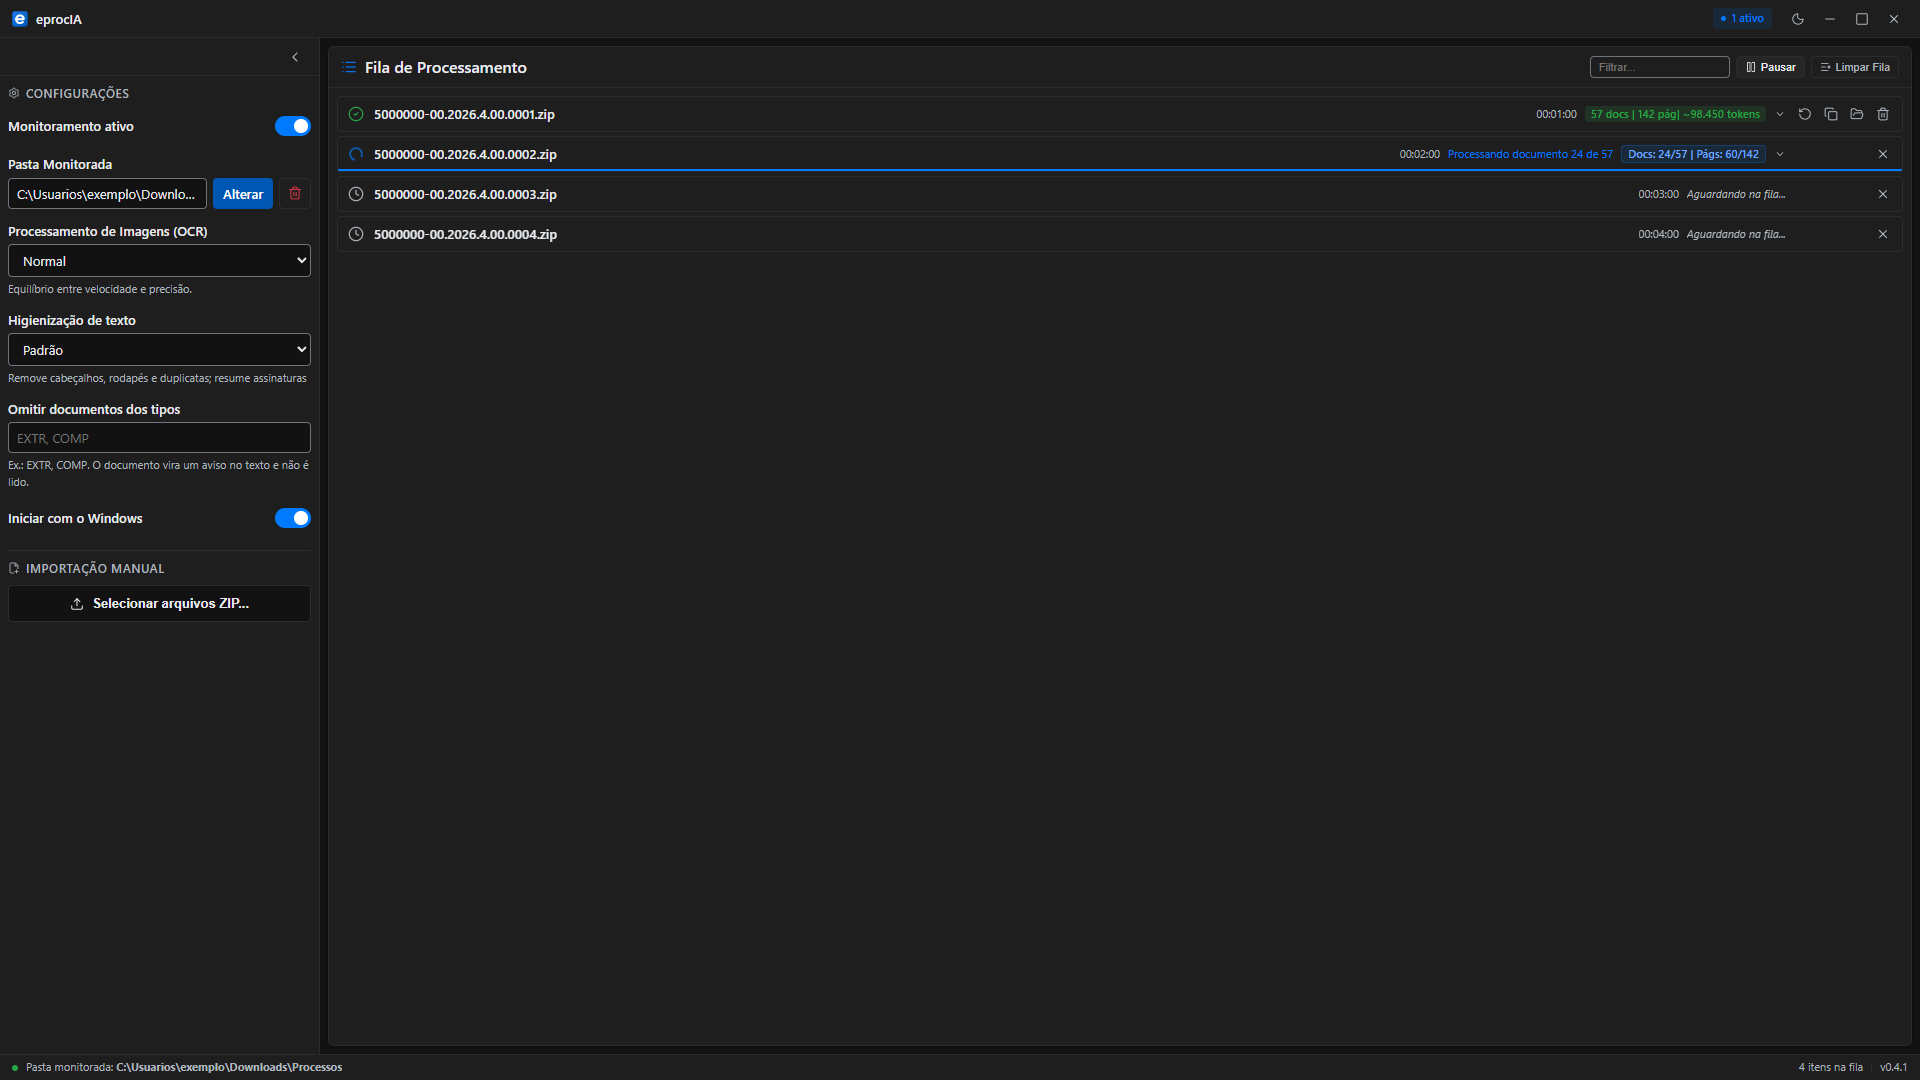 eprocIA
1 ativo
CONFIGURAÇÕES
Monitoramento ativo
Pasta Monitorada
C:\Usuarios\exemplo\Downlo...
Alterar
Processamento de Imagens (OCR)
Normal
Equilíbrio entre velocidade e precisão.
Higienização de texto
Padrão
Remove cabeçalhos, rodapés e duplicatas; resume assinaturas
Omitir documentos dos tipos
EXTR, COMP
Ex.: EXTR, COMP. O documento vira um aviso no texto e não é
lido.
Iniciar com o Windows
IMPORTAÇÃO MANUAL
Selecionar arquivos ZIP...
Fila de Processamento
Filtrar...
Pausar
Limpar Fila
5000000-00.2026.4.00.0001.zip 00:01:00 57 docs | 142 pág| ~98.450 tokens
5000000-00.2026.4.00.0002.zip 00:02:00 Processando documento 24 de 57 Docs: 24/57 | Págs: 60/142
5000000-00.2026.4.00.0003.zip 00:03:00 Aguardando na fila...
5000000-00.2026.4.00.0004.zip 00:04:00 Aguardando na fila...
Pasta monitorada: C:\Usuarios\exemplo\Downloads\Processos
4 itens na fila
v0.4.1